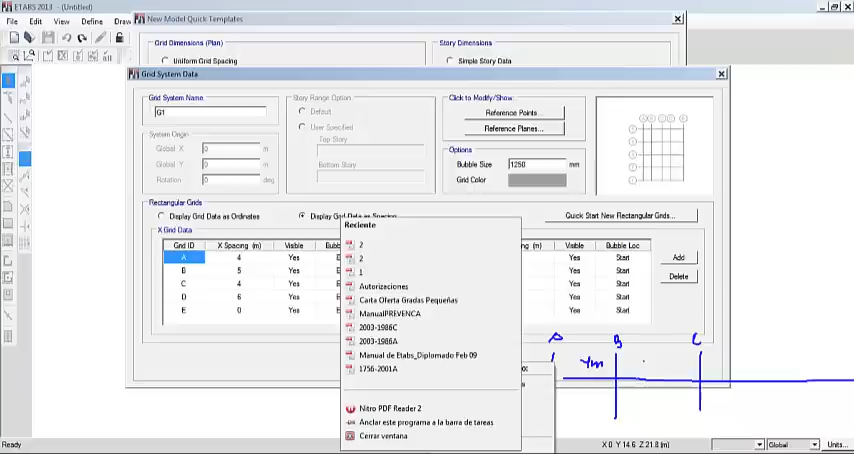 ETABS 2013 - (Untitled)
File Edit View Define Draw
New Model Quick Templates
Grid Dimensions (Plan)
Story Dimensions
Uniform Grid Spacing
Simple Story Data
Grid System Data
Grid System Name
G1
Story Range Option
Default
User Specified
Top Story
Bottom Story
Click to Modify/Show:
Reference Points...
Reference Planes...
System Origin
Global X 0 m
Global Y 0 m
Rotation 0 deg
Options
Bubble Size 1250 mm
Grid Color
Rectangular Grids
Display Grid Data as Ordinates
Display Grid Data as Spacing
Quick Start New Rectangular Grids...
X Grid Data
Grid ID X Spacing (m) Visible
A 4 Yes
B 5 Yes
C 4 Yes
D 6 Yes
E 0 Yes
Visible Bubble Loc
Yes Start
Yes Start
Yes Start
Yes Start
Yes Start
Add
Delete
Reciente
2
2
1
Autorizaciones
Carta Oferta Gradas Pequeñas
ManualPREVENCA
2003-1986C
2003-1986A
Manual de Etabs_Diplomado Feb 09
1756-2001A
Nitro PDF Reader 2
Anclar este programa a la barra de tareas
Cerrar ventana
A B C
4m
Ready
X 0 Y 14.6 Z 21.8 (m)
Global
Units...